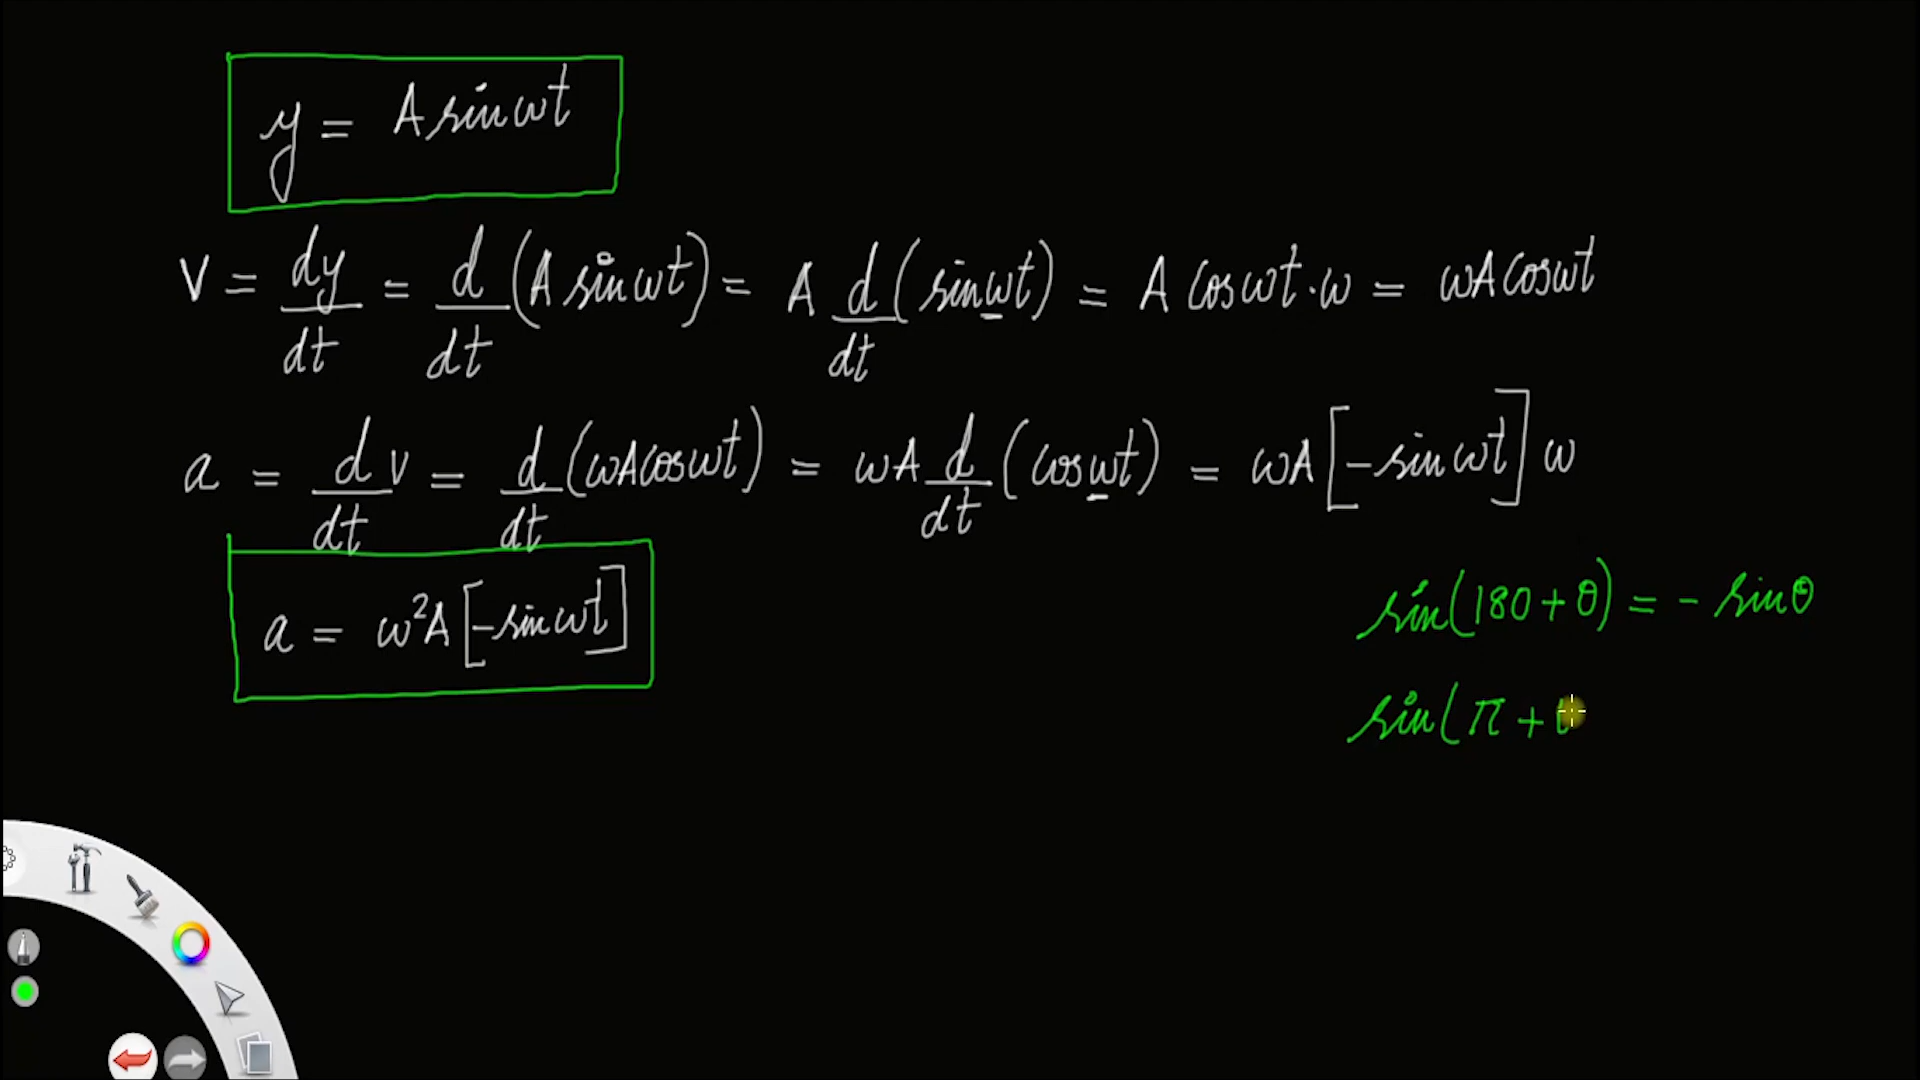 y = A sin ωt
v = dy/dt = d/dt (A sin ωt) = A d/dt (sin ωt) = A cos ωt · ω = ωA cos ωt
a = d/dt v = d/dt (ωA cos ωt) = ωA d/dt (cos ωt) = ωA [-sin ωt] ω
a = ω²A [-sin ωt]
sin(180 + θ) = - sin θ
sin(π +